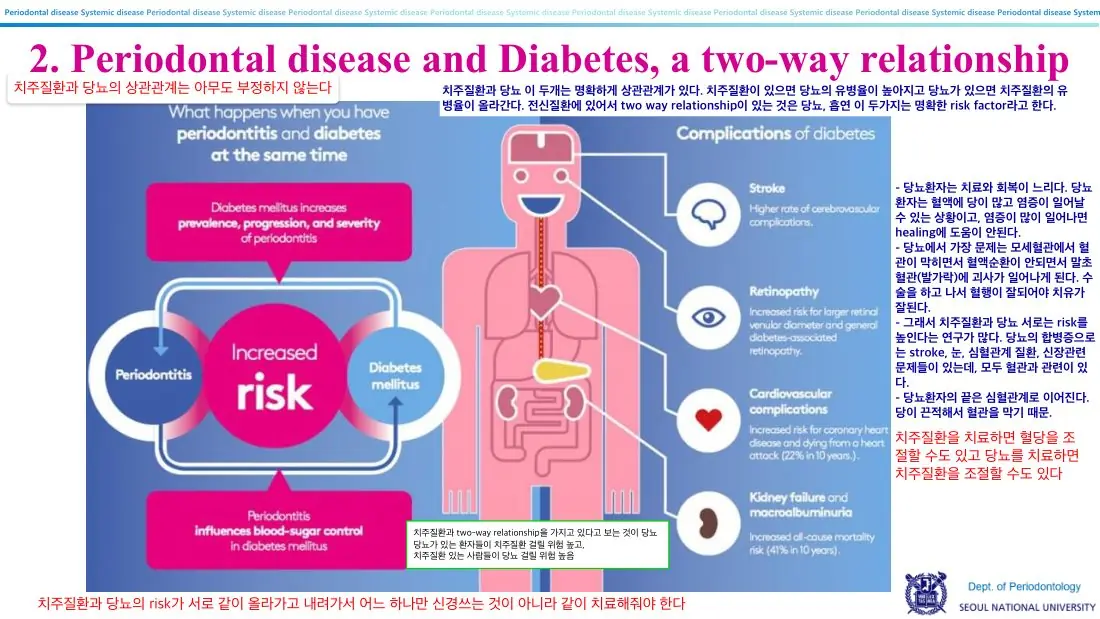 Periodontal disease Systemic disease Periodontal disease Systemic disease Periodontal disease Systemic disease Periodontal disease Systemic disease Periodontal disease Systemic disease Periodontal disease Systemic disease Periodontal disease System
2. Periodontal disease and Diabetes, a two-way relationship
치주질환과 당뇨의 상관관계는 아무도 부정하지 않는다
치주질환과 당뇨 이 두개는 명확하게 상관관계가 있다. 치주질환이 있으면 당뇨의 유병율이 높아지고 당뇨가 있으면 치주질환의 유
병율이 올라간다. 전신질환에 있어서 two way relationship이 있는 것은 당뇨, 흡연 이 두가지는 명확한 risk factor라고 한다.
What happens when you have
periodontitis and diabetes
at the same time
Diabetes mellitus increases
prevalence, progression, and severity
of periodontitis
Periodontitis
Increased
risk
Diabetes
mellitus
Periodontitis
influences blood-sugar control
in diabetes mellitus
Complications of diabetes
Stroke
Higher rate of cerebrovascular
complications.
Retinopathy
Increased risk for larger retinal
venular diameter and general
diabetes-associated
retinopathy.
Cardiovascular
complications
Increased risk for coronary heart
disease and dying from a heart
attack (22% in 10 years.).
Kidney failure and
macroalbuminuria
Increased all-cause mortality
risk (41% in 10 years).
치주질환과 two-way relationship을 가지고 있다고 보는 것이 당뇨
당뇨가 있는 환자들이 치주질환 걸릴 위험 높고,
치주질환 있는 사람들이 당뇨 걸릴 위험 높음
- 당뇨환자는 치료와 회복이 느리다. 당뇨
환자는 혈액에 당이 많고 염증이 일어날
수 있는 상황이고, 염증이 많이 일어나면
healing에 도움이 안된다.
- 당뇨에서 가장 문제는 모세혈관에서 혈
관이 막히면서 혈액순환이 안되면서 말초
혈관(발가락)에 괴사가 일어나게 된다. 수
술을 하고 나서 혈행이 잘되어야 치유가
잘된다.
- 그래서 치주질환과 당뇨 서로는 risk를
높인다는 연구가 많다. 당뇨의 합병증으로
는 stroke, 눈, 심혈관계 질환, 신장관련
문제들이 있는데, 모두 혈관과 관련이 있
다.
- 당뇨환자의 끝은 심혈관계로 이어진다.
당이 끈적해서 혈관을 막기 때문.
치주질환을 치료하면 혈당을 조
절할 수도 있고 당뇨를 치료하면
치주질환을 조절할 수도 있다
치주질환과 당뇨의 risk가 서로 같이 올라가고 내려가서 어느 하나만 신경쓰는 것이 아니라 같이 치료해줘야 한다
Dept. of Periodontology
SEOUL NATIONAL UNIVERSITY